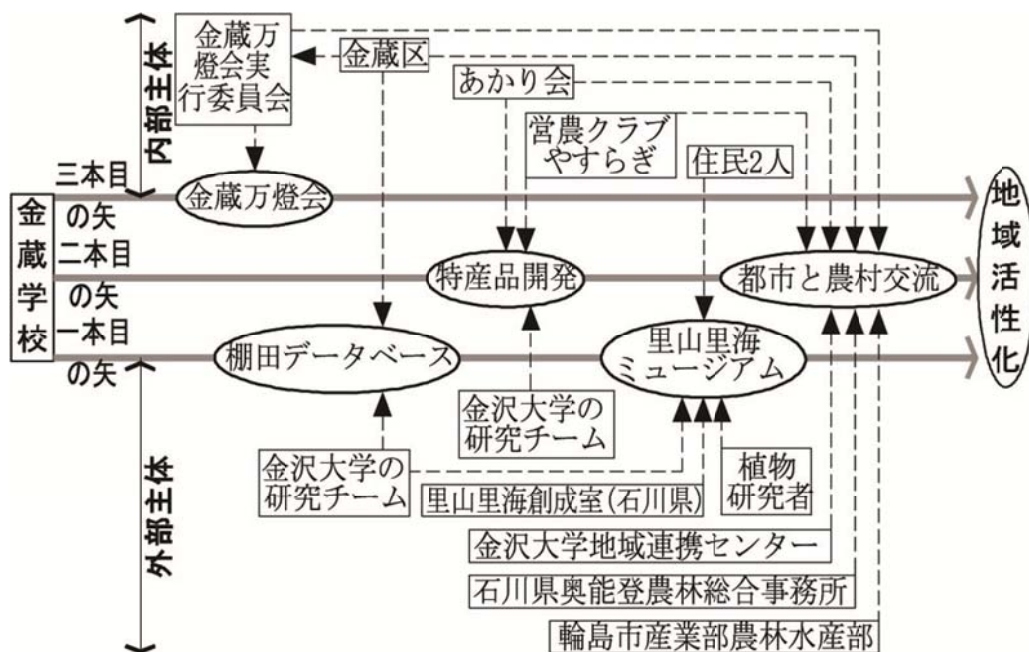 内部主体
金蔵万
燈会実
行委員会
金蔵区
あかり会
営農クラブ
やすらぎ
住民2人
金蔵学校
三本目
の矢
二本目
の矢
一本目
の矢
金蔵万燈会
特産品開発
都市と農村交流
棚田データベース
里山里海
ミュージアム
地域活性化
外部主体
金沢大学の
研究チーム
金沢大学の
研究チーム
里山里海創成室(石川県)
植物
研究者
金沢大学地域連携センター
石川県奥能登農林総合事務所
輪島市産業部農林水産部